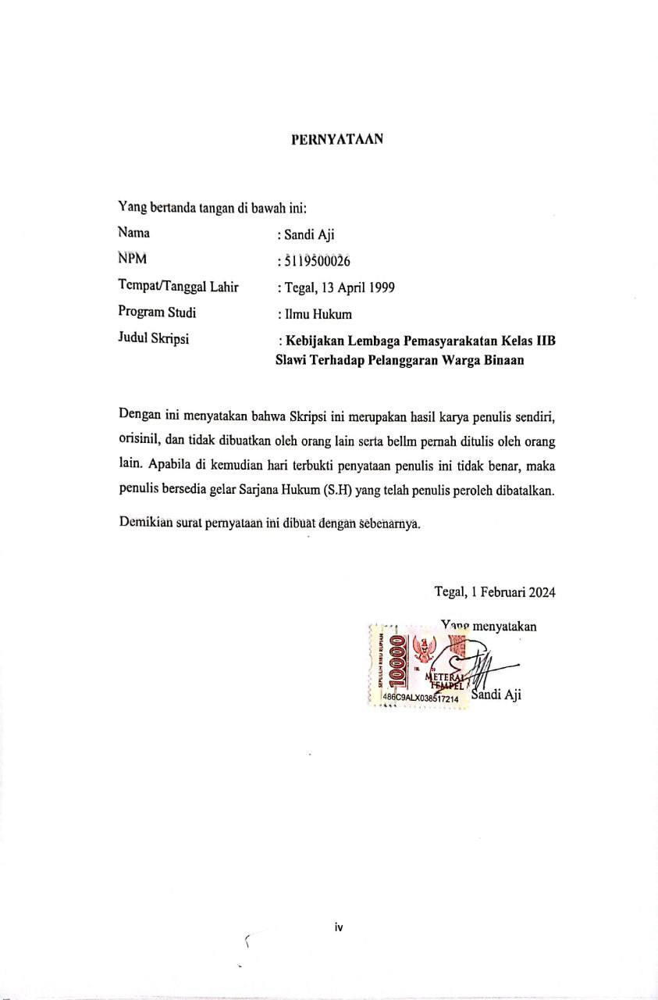 PERNYATAAN
Yang bertanda tangan di bawah ini:
Nama : Sandi Aji
NPM : 5119500026
Tempat/Tanggal Lahir : Tegal, 13 April 1999
Program Studi : Ilmu Hukum
Judul Skripsi : Kebijakan Lembaga Pemasyarakatan Kelas IIB
Slawi Terhadap Pelanggaran Warga Binaan
Dengan ini menyatakan bahwa Skripsi ini merupakan hasil karya penulis sendiri,
orisinil, dan tidak dibuatkan oleh orang lain serta bellm pernah ditulis oleh orang
lain. Apabila di kemudian hari terbukti penyataan penulis ini tidak benar, maka
penulis bersedia gelar Sarjana Hukum (S.H) yang telah penulis peroleh dibatalkan.
Demikian surat pernyataan ini dibuat dengan sebenarnya.
Tegal, 1 Februari 2024
Yang menyatakan
SEPULUH RIBU RUPIAH
10000
METERAI
TEMPEL
486C9ALX038517214
Sandi Aji
iv